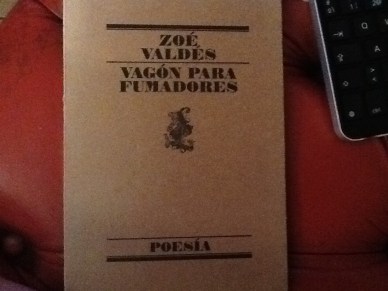 ZOÉ
VALDÉS
VAGÓN PARA
FUMADORES
POESÍA